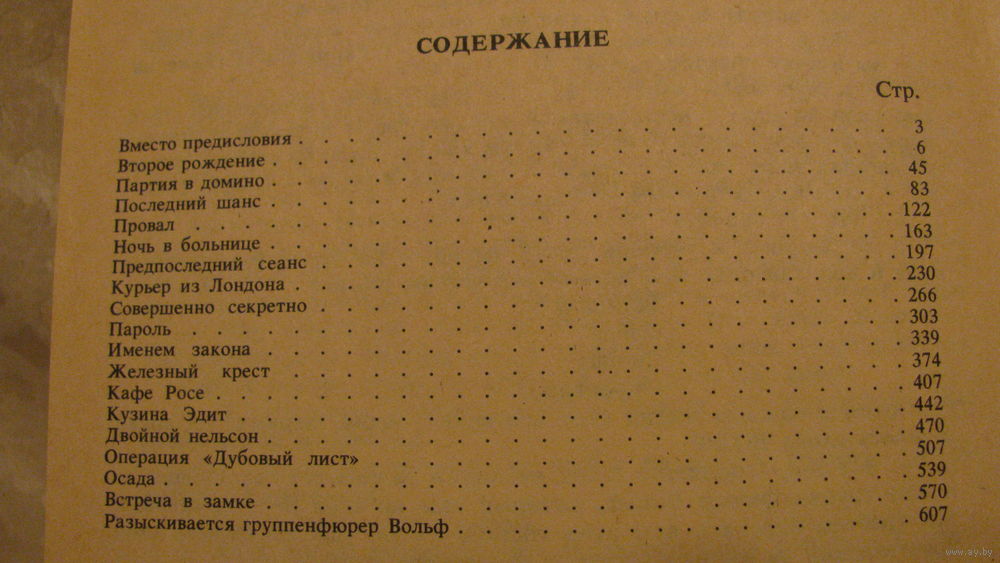 СОДЕРЖАНИЕ
Стр.
Вместо предисловия . . . 3
Второе рождение . . . 6
Партия в домино . . . 45
Последний шанс . . . 83
Провал . . . 122
Ночь в больнице . . . 163
Предпоследний сеанс . . . 197
Курьер из Лондона . . . 230
Совершенно секретно . . . 266
Пароль . . . 303
Именем закона . . . 339
Железный крест . . . 374
Кафе Росе . . . 407
Кузина Эдит . . . 442
Двойной нельсон . . . 470
Операция «Дубовый лист» . . . 507
Осада . . . 539
Встреча в замке . . . 570
Разыскивается группенфюрер Вольф . . . 607
www.ay.by